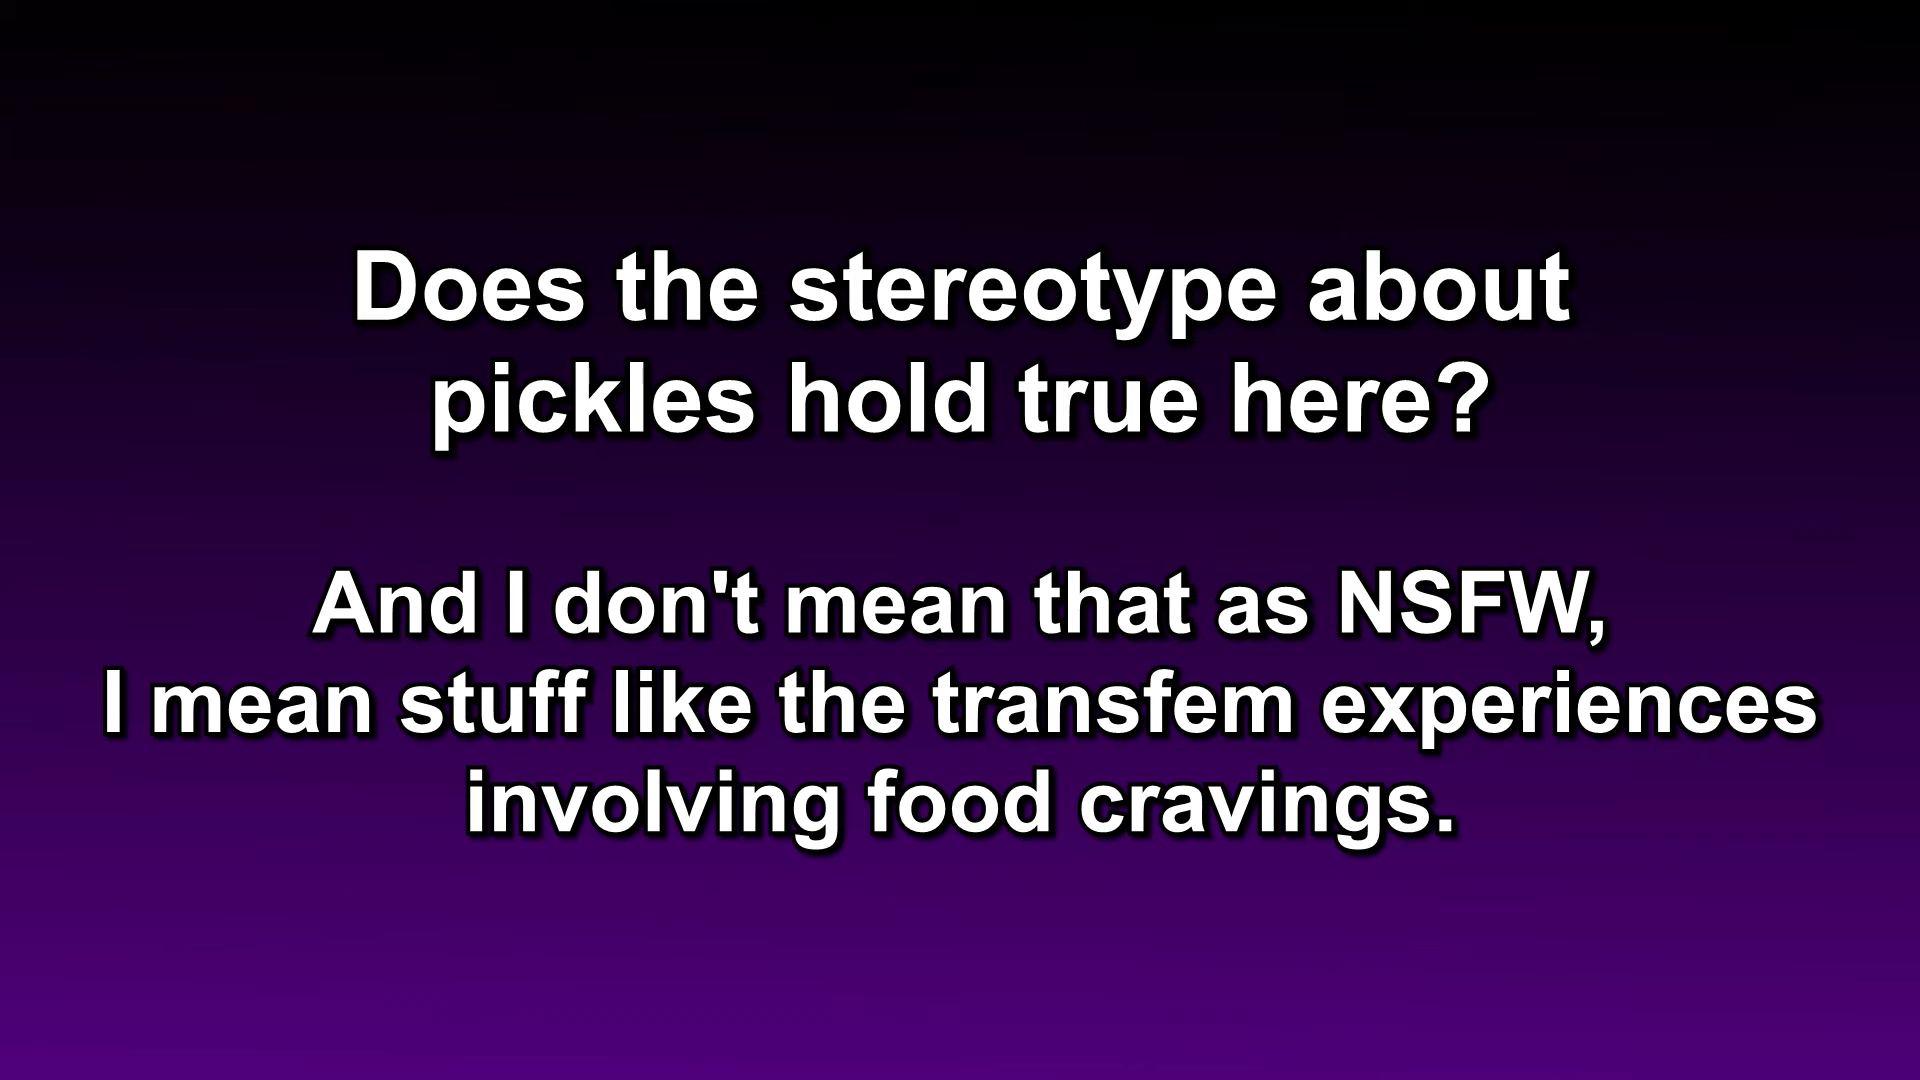 Does the stereotype about
pickles hold true here?
And I don't mean that as NSFW,
I mean stuff like the transfem experiences
involving food cravings.